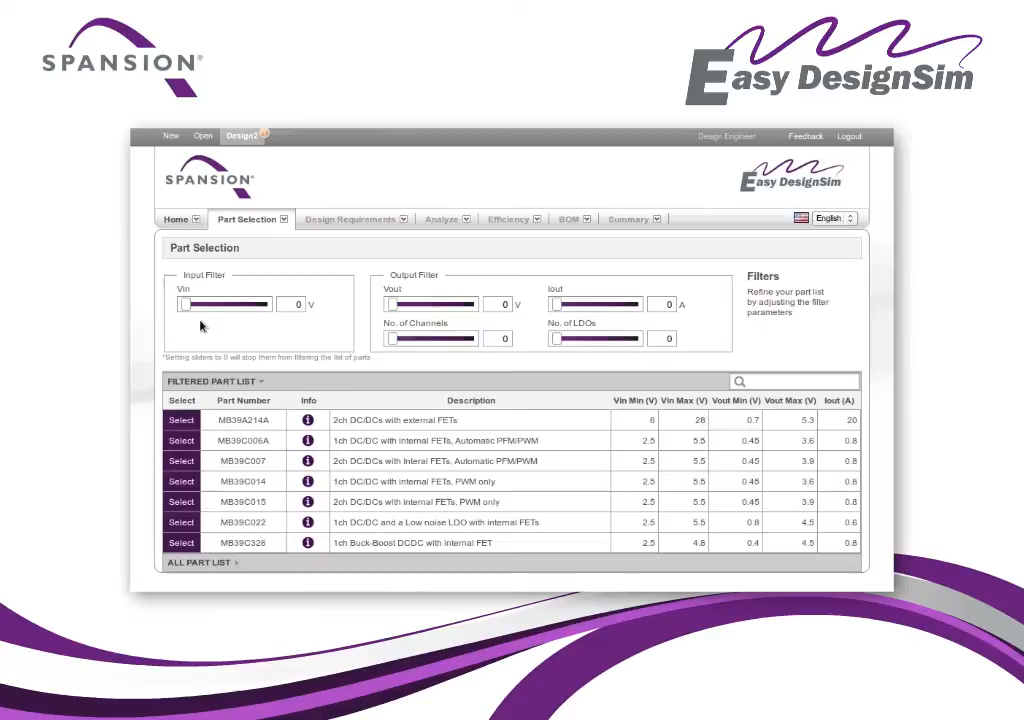 SPANSION®
Easy DesignSim
New Open Design2 Design Engineer Feedback Logout
SPANSION®
Easy DesignSim
Home Part Selection Design Requirements Analyze Efficiency BOM Summary English
Part Selection
Input Filter
Vin
0 V
Output Filter
Vout Iout
0 V 0 A
No. of Channels No. of LDOs
0 0
Filters
Refine your part list
by adjusting the filter
parameters
*Setting sliders to 0 will stop them from filtering the list of parts
FILTERED PART LIST
Select Part Number Info Description Vin Min (V) Vin Max (V) Vout Min (V) Vout Max (V) Iout (A)
Select MB39A214A i 2ch DC/DCs with external FETs 6 28 0.7 5.3 20
Select MB39C006A i 1ch DC/DC with internal FETs, Automatic PFM/PWM 2.5 5.5 0.45 3.6 0.8
Select MB39C007 i 2ch DC/DCs with Interal FETs, Automatic PFM/PWM 2.5 5.5 0.45 3.9 0.8
Select MB39C014 i 1ch DC/DC with internal FETs, PWM only 2.5 5.5 0.45 3.6 0.8
Select MB39C015 i 2ch DC/DCs with internal FETs, PWM only 2.5 5.5 0.45 3.9 0.8
Select MB39C022 i 1ch DC/DC and a Low noise LDO with internal FETs 2.5 5.5 0.8 4.5 0.6
Select MB39C326 i 1ch Buck-Boost DCDC with internal FET 2.5 4.8 0.4 4.5 0.8
ALL PART LIST